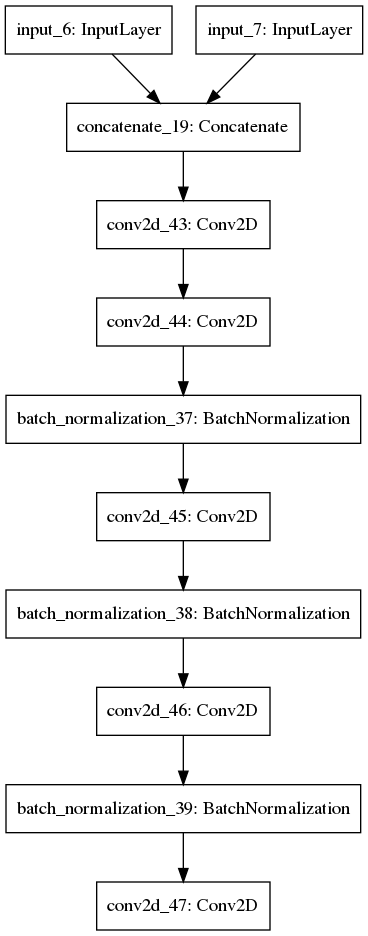 input_6: InputLayer
input_7: InputLayer
concatenate_19: Concatenate
conv2d_43: Conv2D
conv2d_44: Conv2D
batch_normalization_37: BatchNormalization
conv2d_45: Conv2D
batch_normalization_38: BatchNormalization
conv2d_46: Conv2D
batch_normalization_39: BatchNormalization
conv2d_47: Conv2D